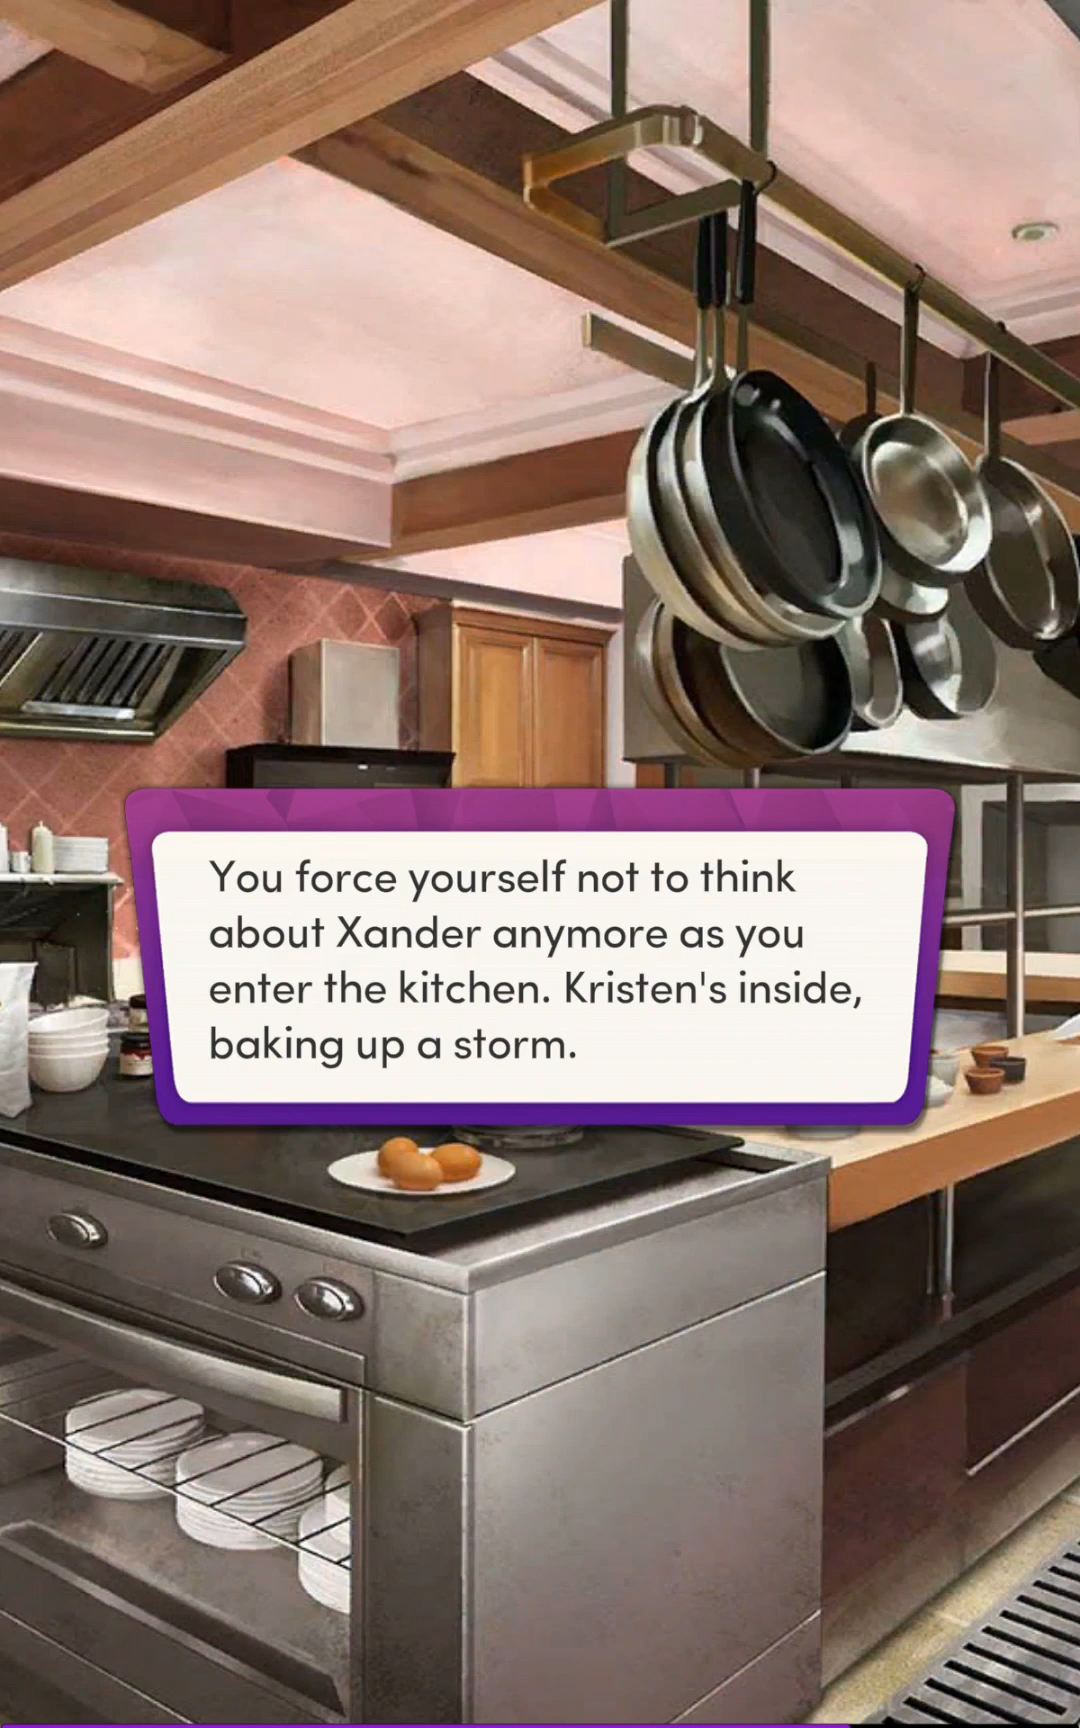 You force yourself not to think
about Xander anymore as you
enter the kitchen. Kristen's inside,
baking up a storm.